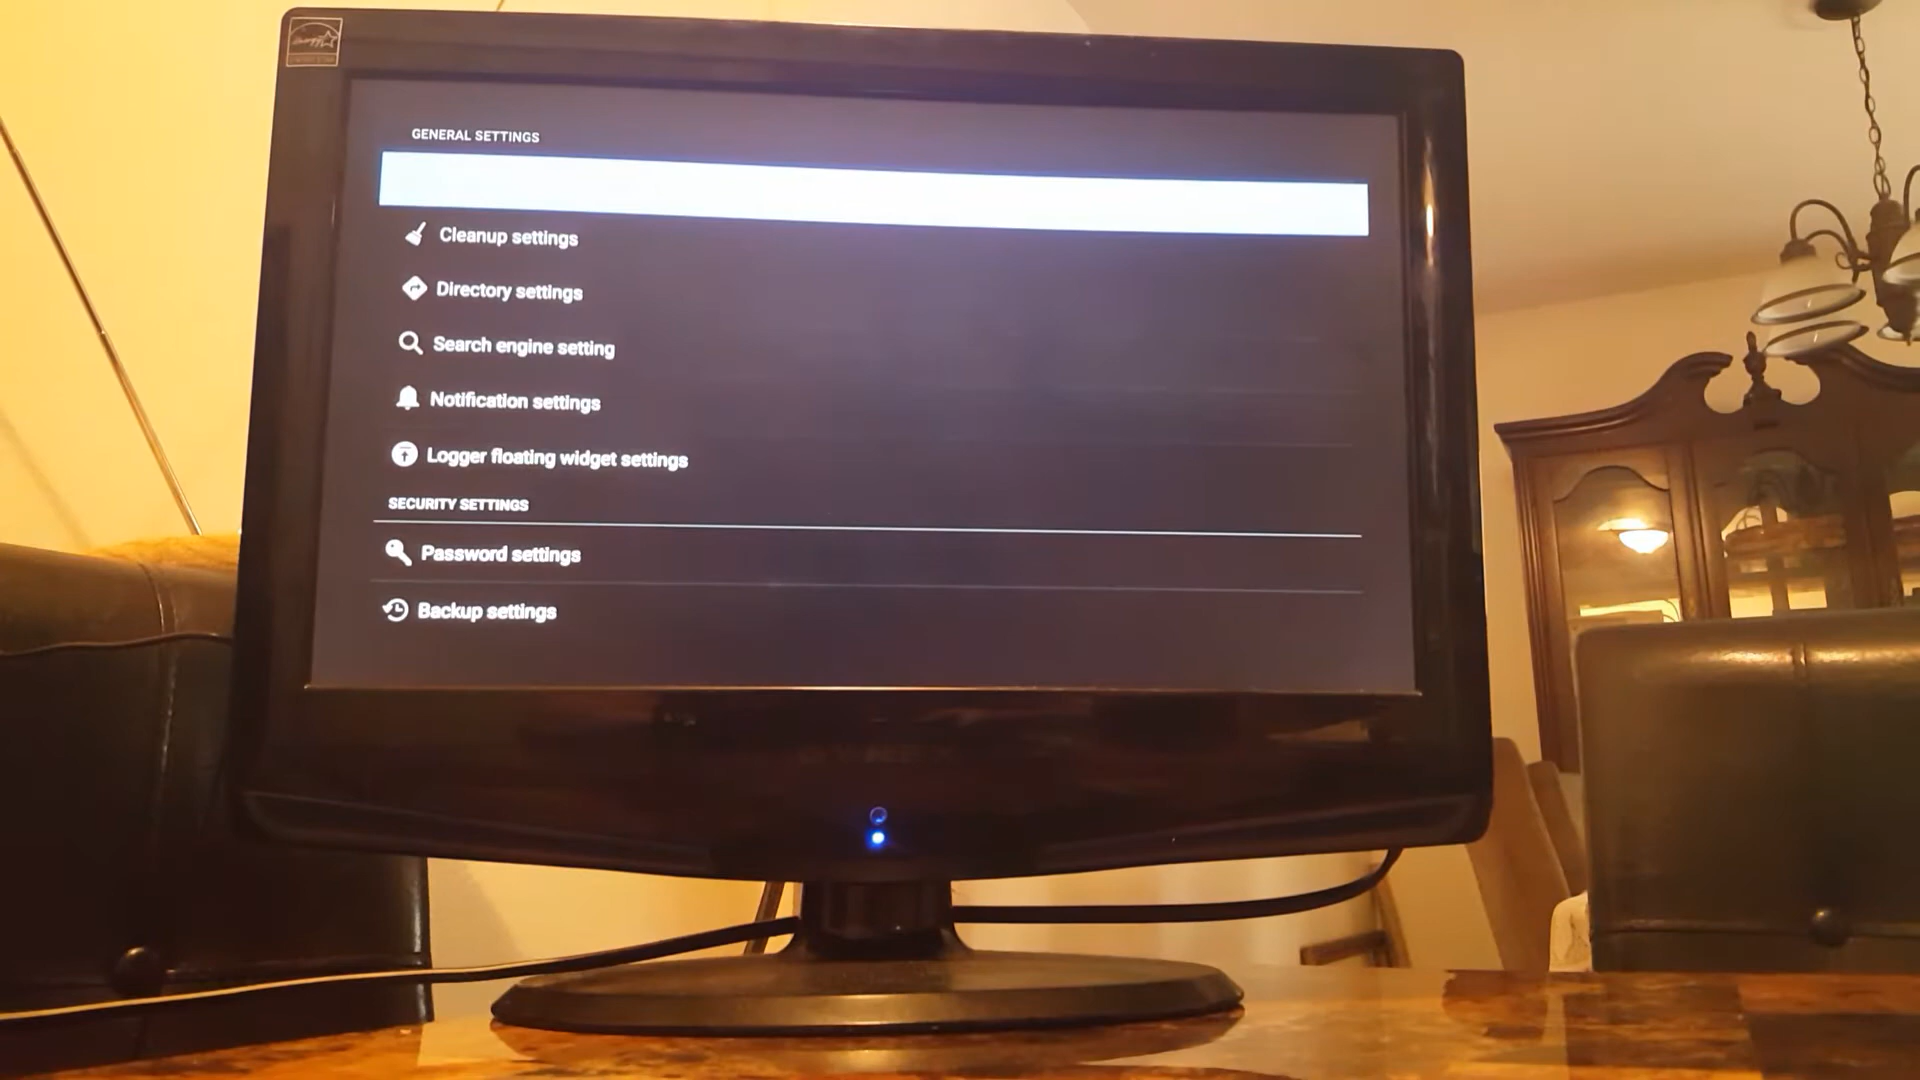 GENERAL SETTINGS
Cleanup settings
Directory settings
Search engine setting
Notification settings
Logger floating widget settings
SECURITY SETTINGS
Password settings
Backup settings